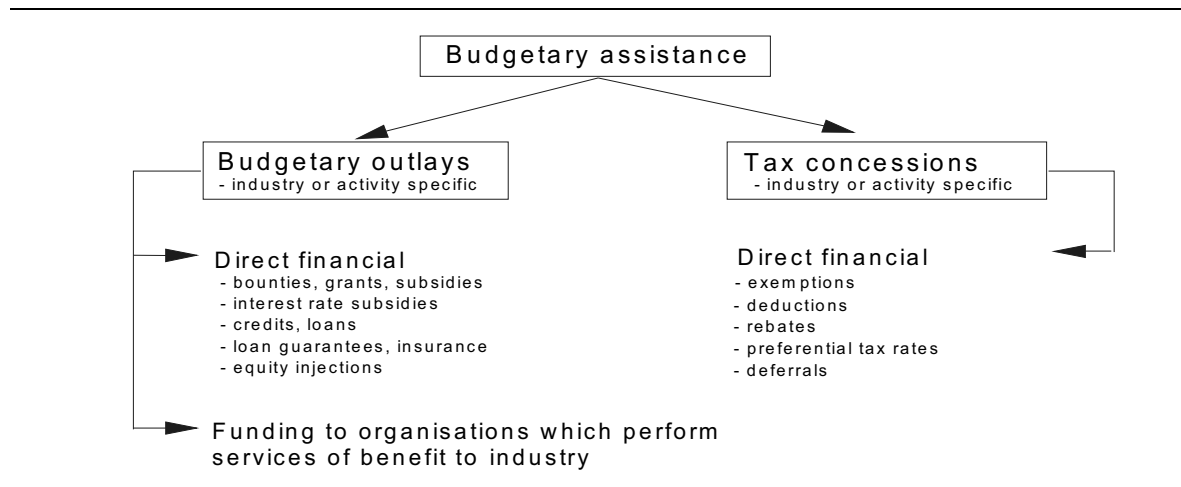 Budgetary assistance
Budgetary outlays
- industry or activity specific
Tax concessions
- industry or activity specific
Direct financial
- bounties, grants, subsidies
- interest rate subsidies
- credits, loans
- loan guarantees, insurance
- equity injections
Direct financial
- exemptions
- deductions
- rebates
- preferential tax rates
- deferrals
Funding to organisations which perform
services of benefit to industry